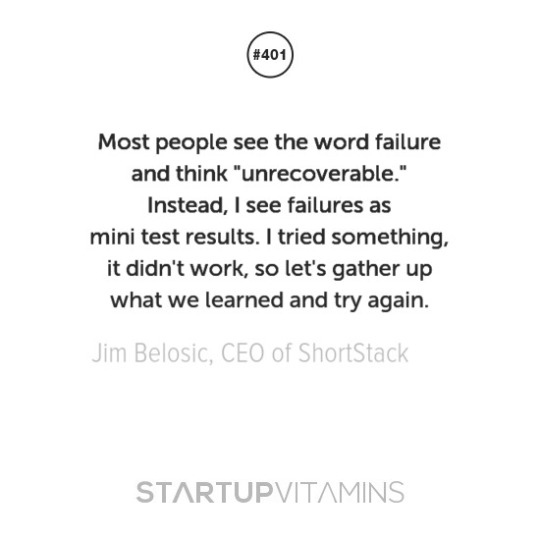 #401
Most people see the word failure
and think "unrecoverable."
Instead, I see failures as
mini test results. I tried something,
it didn't work, so let's gather up
what we learned and try again.
Jim Belosic, CEO of ShortStack
STARTUPVITAMINS